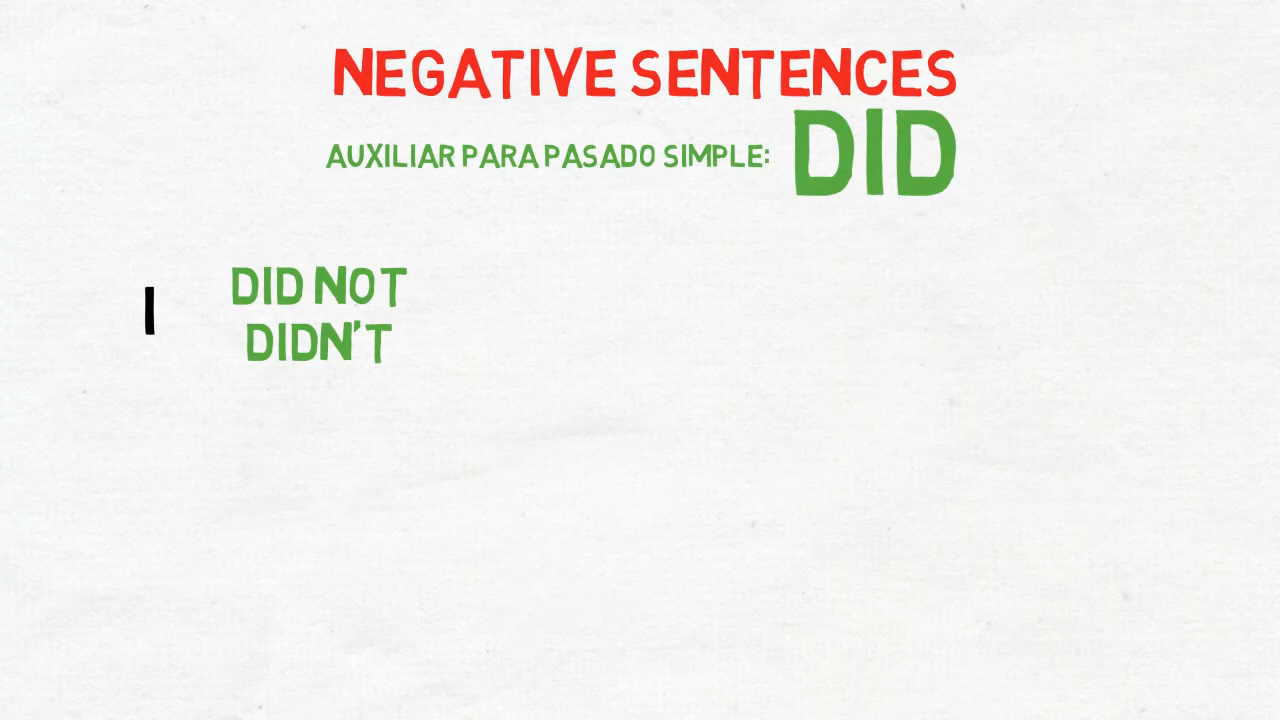 NEGATIVE SENTENCES
AUXILIAR PARA PASADO SIMPLE: DID
I DID NOT
DIDN'T